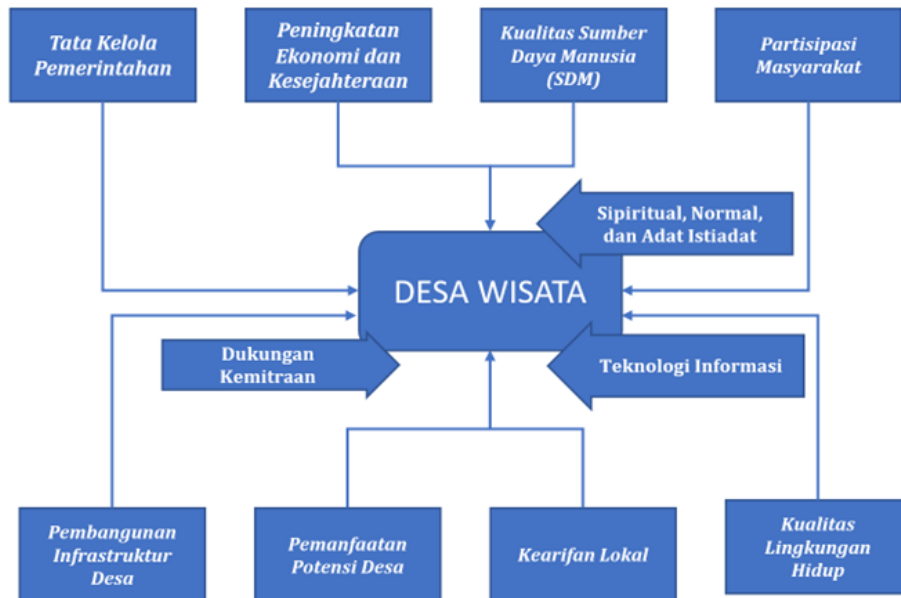 Tata Kelola
Pemerintahan
Peningkatan
Ekonomi dan
Kesejahteraan
Kualitas Sumber
Daya Manusia
(SDM)
Partisipasi
Masyarakat
Sipiritual, Normal,
dan Adat Istiadat
DESA WISATA
Dukungan
Kemitraan
Teknologi Informasi
Pembangunan
Infrastruktur
Desa
Pemanfaatan
Potensi Desa
Kearifan Lokal
Kualitas
Lingkungan
Hidup